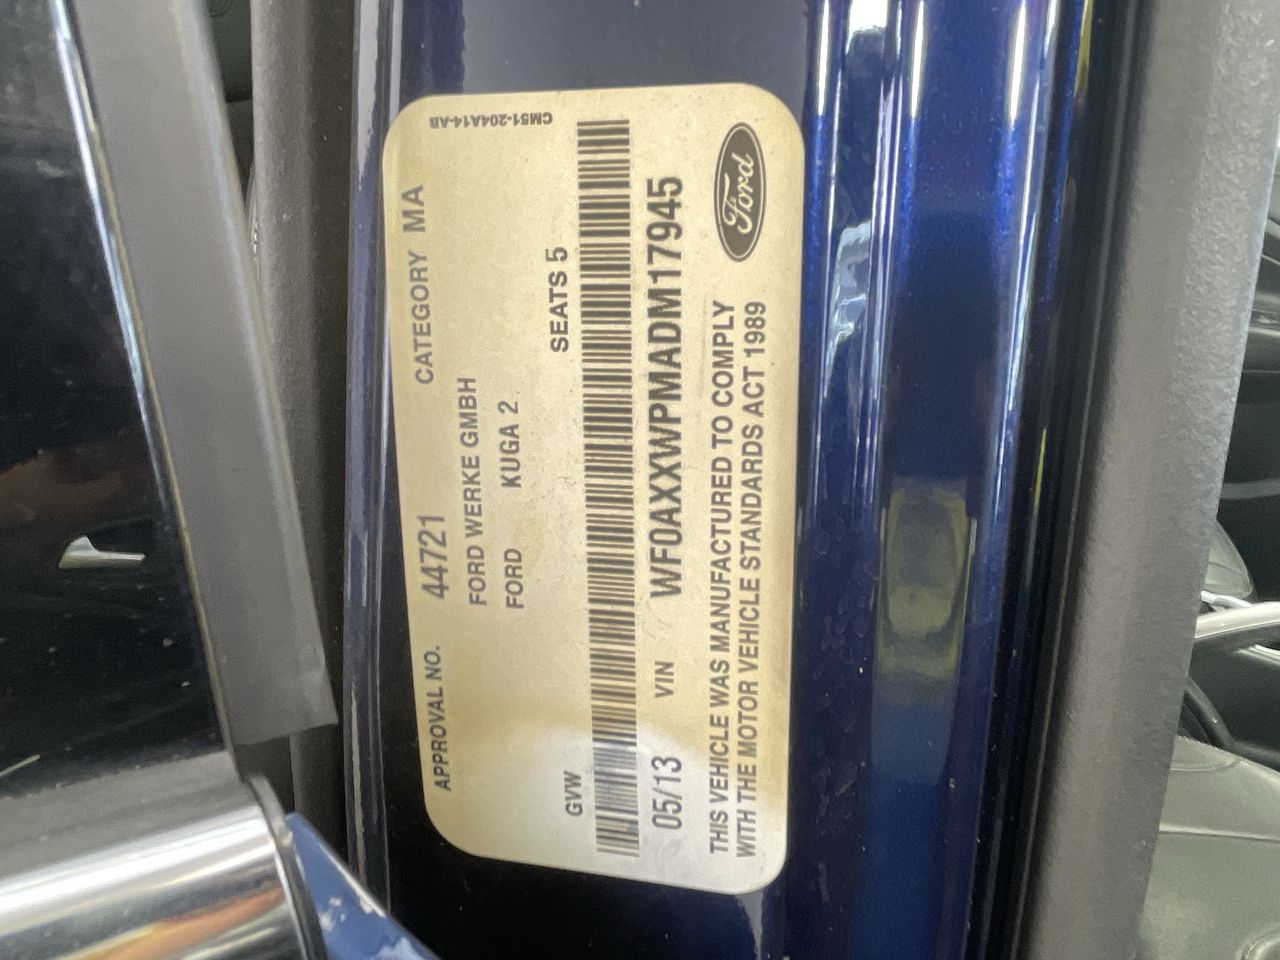 CM51-204A14-AB
APPROVAL NO. 44721 CATEGORY MA
FORD WERKE GMBH
FORD KUGA 2
GVW SEATS 5
05/13 VIN WF0AXXWPMADM17945
THIS VEHICLE WAS MANUFACTURED TO COMPLY
WITH THE MOTOR VEHICLE STANDARDS ACT 1989
Ford